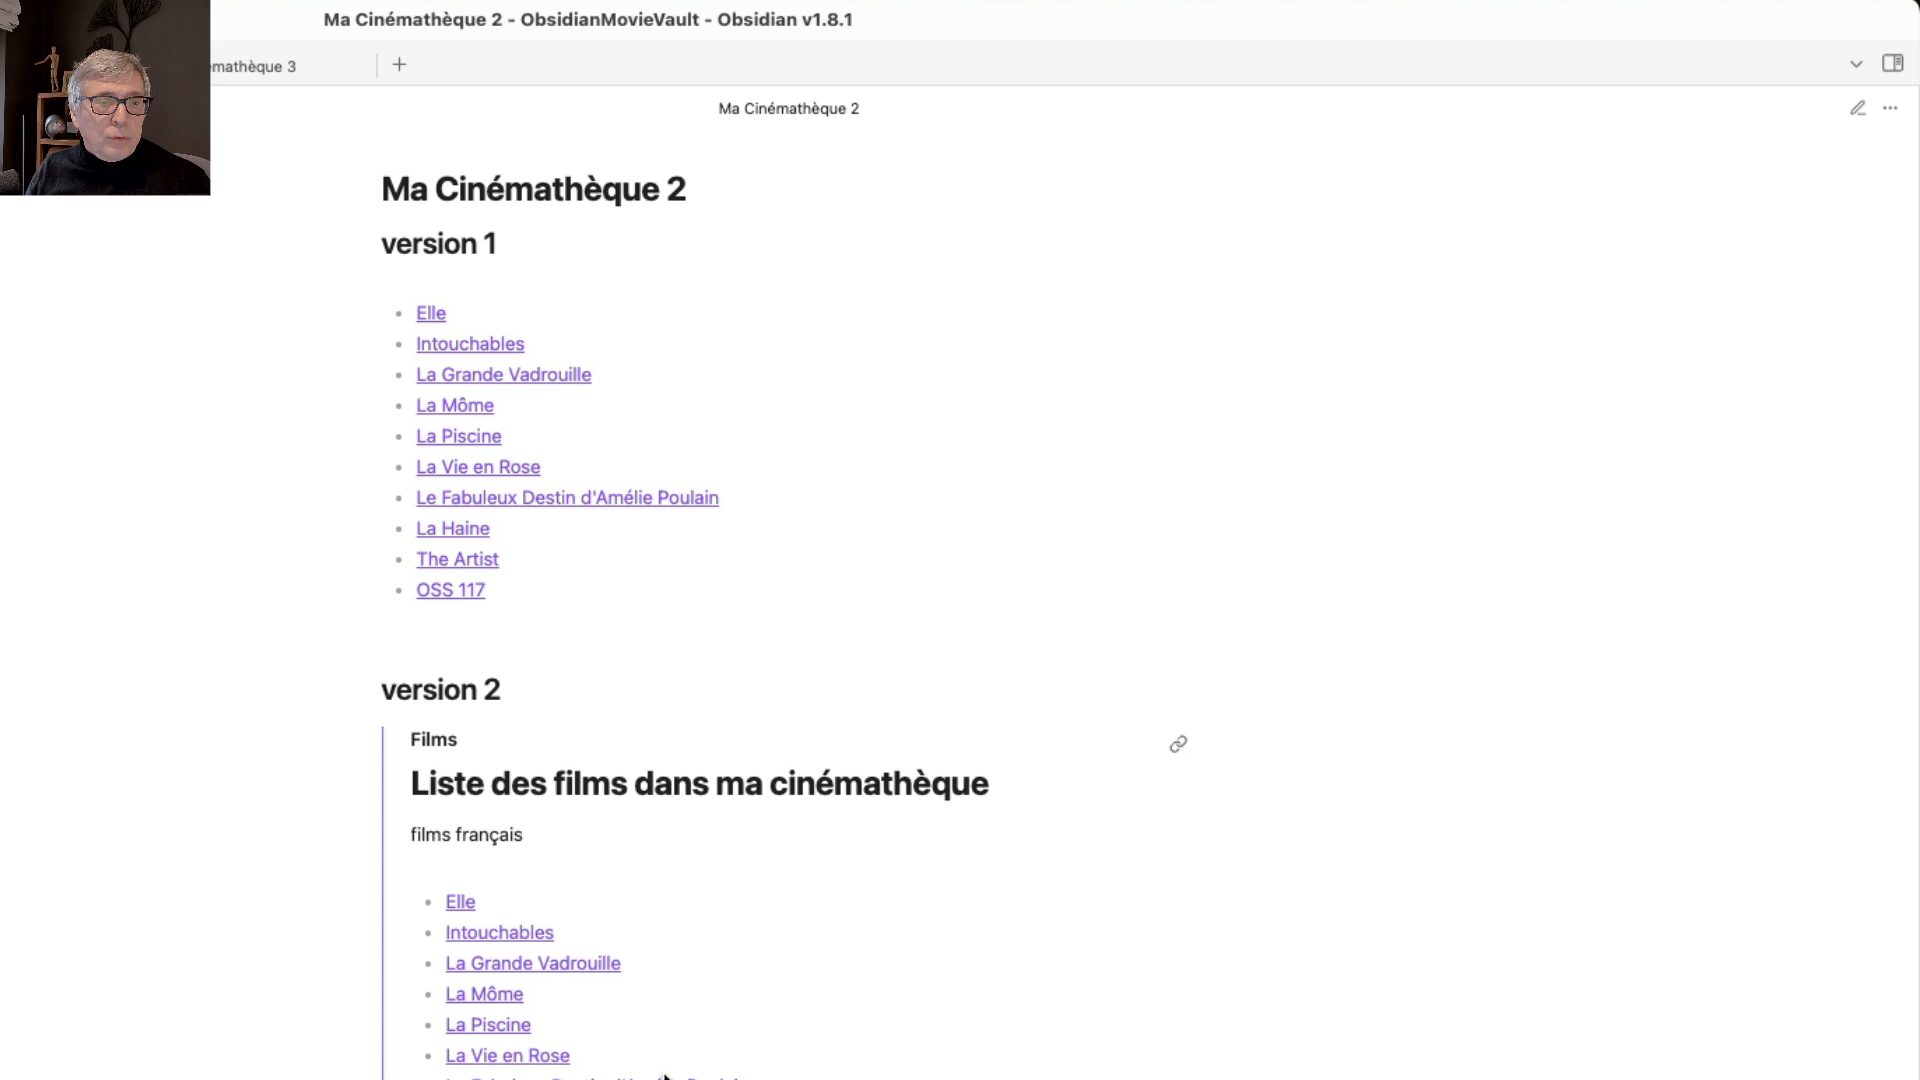 Ma Cinémathèque 2 - ObsidianMovieVault - Obsidian v1.8.1
mathèque 3
Ma Cinémathèque 2
Ma Cinémathèque 2
version 1
Elle
Intouchables
La Grande Vadrouille
La Môme
La Piscine
La Vie en Rose
Le Fabuleux Destin d'Amélie Poulain
La Haine
The Artist
OSS 117
version 2
Films
Liste des films dans ma cinémathèque
films français
Elle
Intouchables
La Grande Vadrouille
La Môme
La Piscine
La Vie en Rose